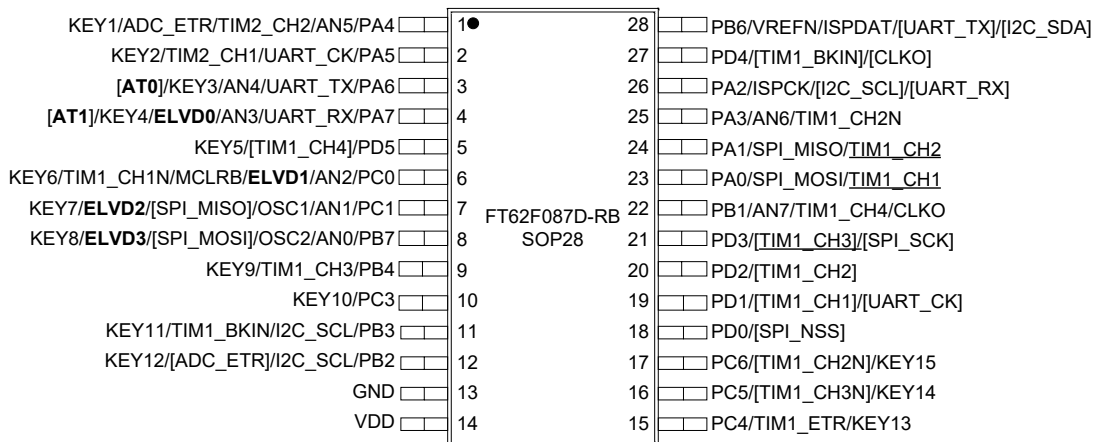 KEY1/ADC_ETR/TIM2_CH2/AN5/PA4 1 28 PB6/VREFN/ISPDAT/[UART_TX]/[I2C_SDA]
KEY2/TIM2_CH1/UART_CK/PA5 2 27 PD4/[TIM1_BKIN]/[CLKO]
[AT0]/KEY3/AN4/UART_TX/PA6 3 26 PA2/ISPCK/[I2C_SCL]/[UART_RX]
[AT1]/KEY4/ELVD0/AN3/UART_RX/PA7 4 25 PA3/AN6/TIM1_CH2N
KEY5/[TIM1_CH4]/PD5 5 24 PA1/SPI_MISO/TIM1_CH2
KEY6/TIM1_CH1N/MCLRB/ELVD1/AN2/PC0 6 23 PA0/SPI_MOSI/TIM1_CH1
KEY7/ELVD2/[SPI_MISO]/OSC1/AN1/PC1 7 FT62F087D-RB 22 PB1/AN7/TIM1_CH4/CLKO
KEY8/ELVD3/[SPI_MOSI]/OSC2/AN0/PB7 8 SOP28 21 PD3/[TIM1_CH3]/[SPI_SCK]
KEY9/TIM1_CH3/PB4 9 20 PD2/[TIM1_CH2]
KEY10/PC3 10 19 PD1/[TIM1_CH1]/[UART_CK]
KEY11/TIM1_BKIN/I2C_SCL/PB3 11 18 PD0/[SPI_NSS]
KEY12/[ADC_ETR]/I2C_SCL/PB2 12 17 PC6/[TIM1_CH2N]/KEY15
GND 13 16 PC5/[TIM1_CH3N]/KEY14
VDD 14 15 PC4/TIM1_ETR/KEY13